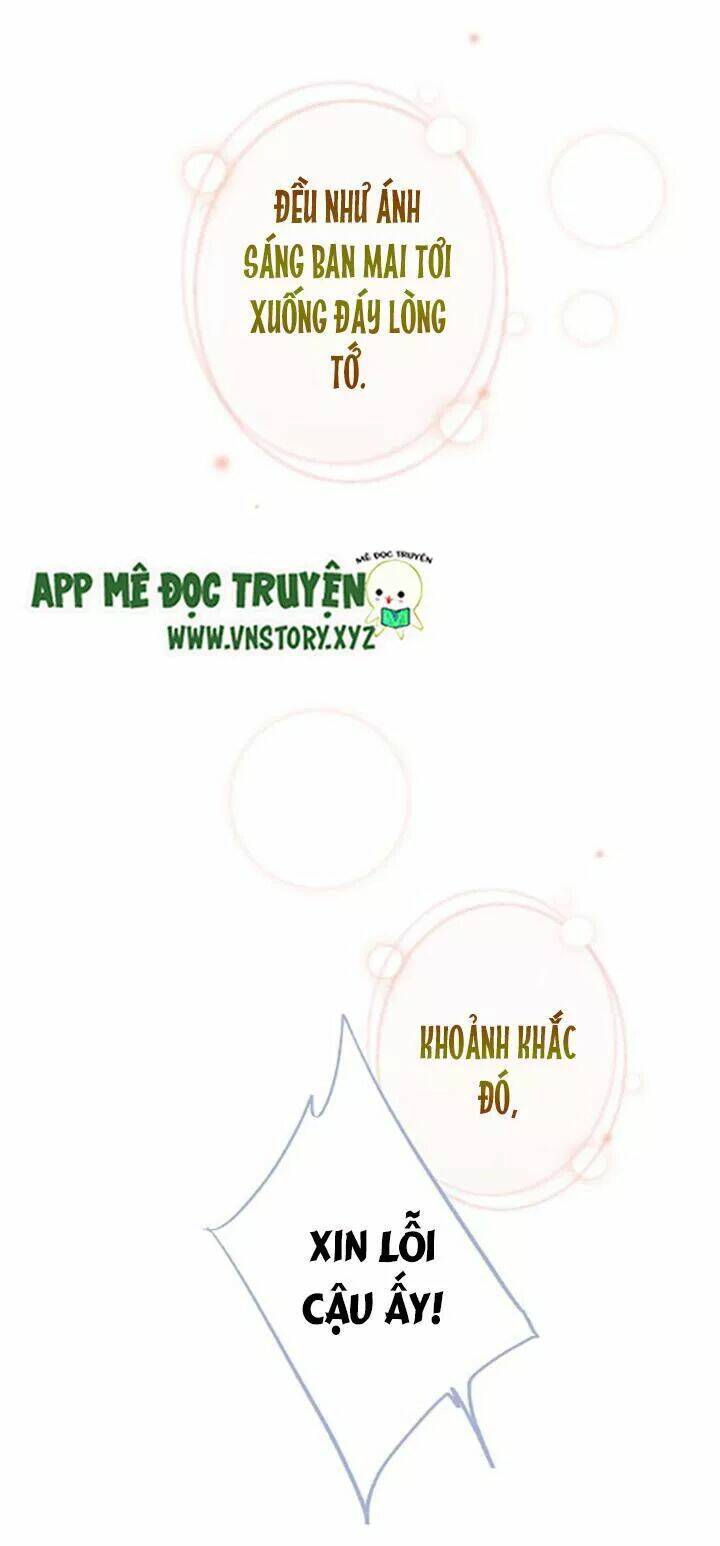 ĐỀU NHƯ ÁNH
SÁNG BAN MAI TỚI
XUỐNG ĐÁY LÒNG
TỚ.
MÊ ĐỌC TRUYỆN
APP MÊ ĐỌC TRUYỆN
WWW.VNSTORY.XYZ
KHOẢNH KHẮC
ĐÓ,
XIN LỖI
CẬU ẤY!